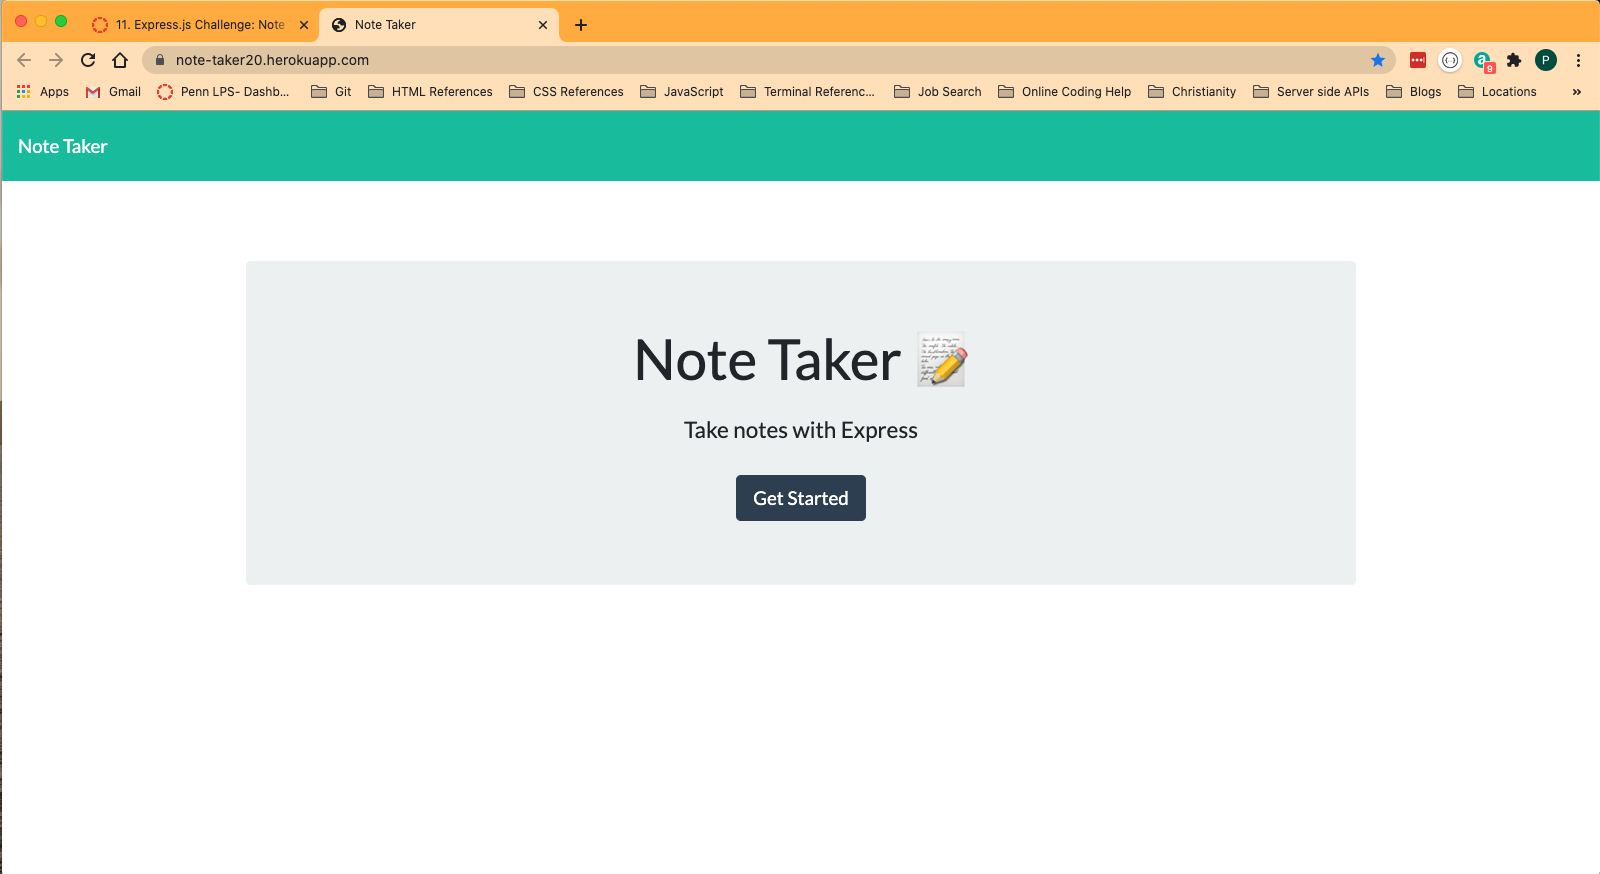 11. Express.js Challenge: Note
Note Taker
note-taker20.herokuapp.com
9
P
Apps
Gmail
Penn LPS- Dashb...
Git
HTML References
CSS References
JavaScript
Terminal Referenc...
Job Search
Online Coding Help
Christianity
Server side APIs
Blogs
Locations
»
Note Taker
Note Taker
Take notes with Express
Get Started